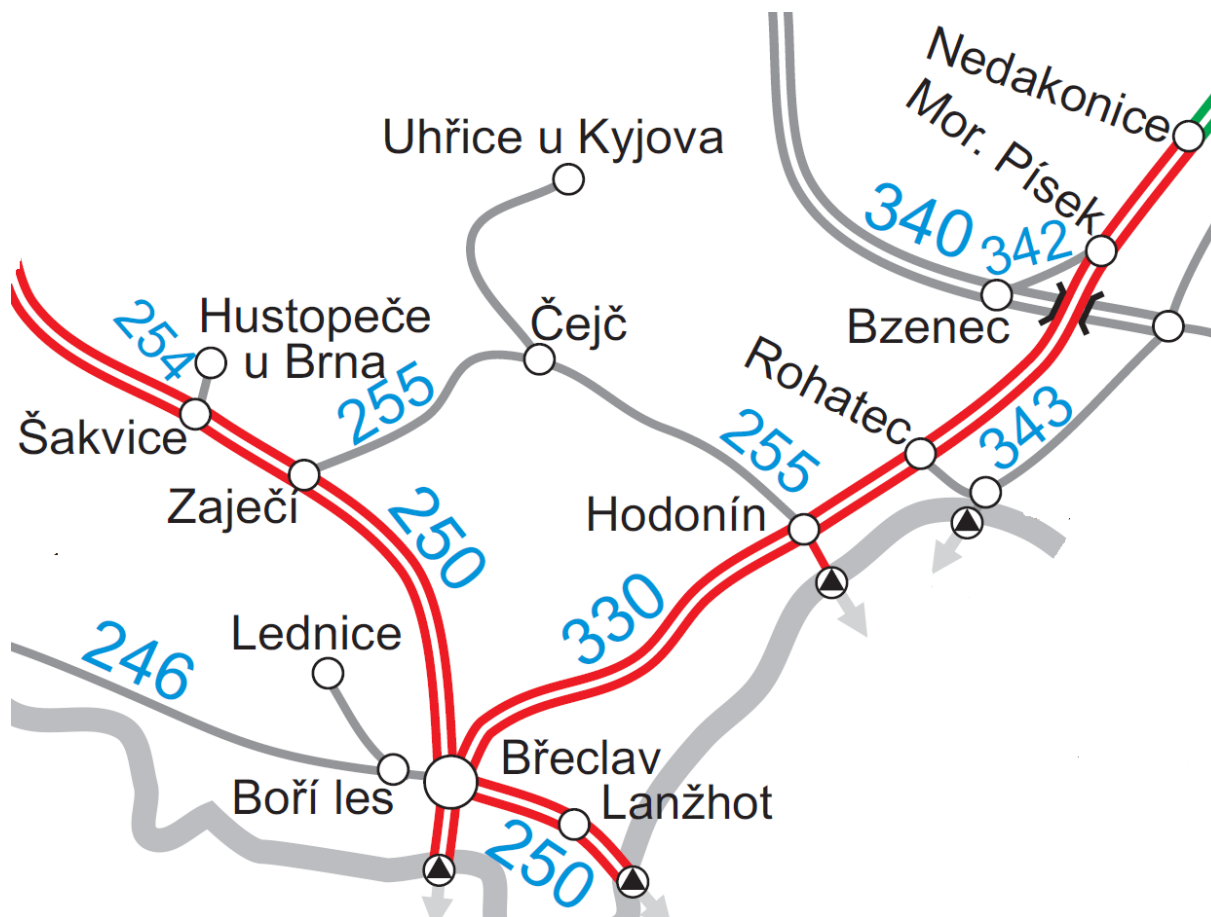 Nedakonice
Mor. Písek
Uhřice u Kyjova
340
342
254
Hustopeče
u Brna
Čejč
Bzenec
Rohatec
255
255
343
Šakvice
Zaječí
250
Hodonín
330
Lednice
246
Břeclav
Boří les
Lanžhot
250